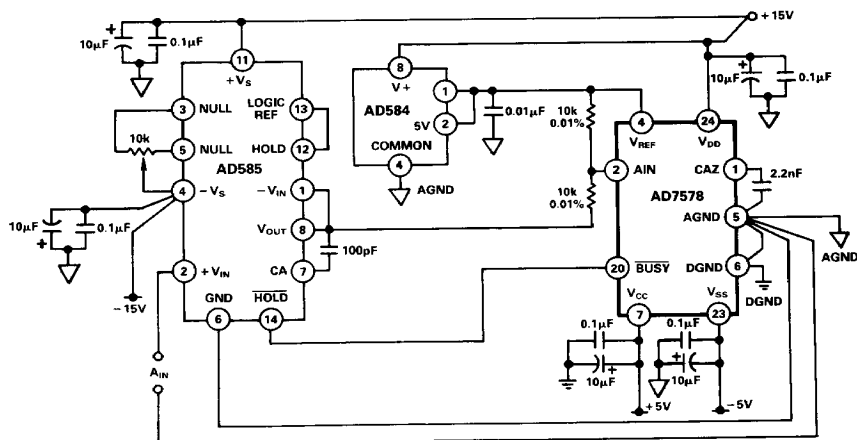 +15V
10µF
0.1µF
11
+VS
8
V+
10µF
0.1µF
3
NULL
LOGIC
REF
13
AD584
1
0.01µF
10k
0.01%
4
VREF
24
VDD
10k
5V
2
5
NULL
HOLD
12
COMMON
2
AIN
CAZ
1
2.2nF
AD585
4
AGND
AD7578
4
–VS
–VIN
1
10k
0.01%
AGND
5
10µF
0.1µF
VOUT
8
100pF
AGND
2
+VIN
CA
7
20
BUSY
DGND
6
–15V
GND
HOLD
VCC
VSS
DGND
6
14
7
23
0.1µF
0.1µF
AIN
10µF
10µF
+5V
–5V